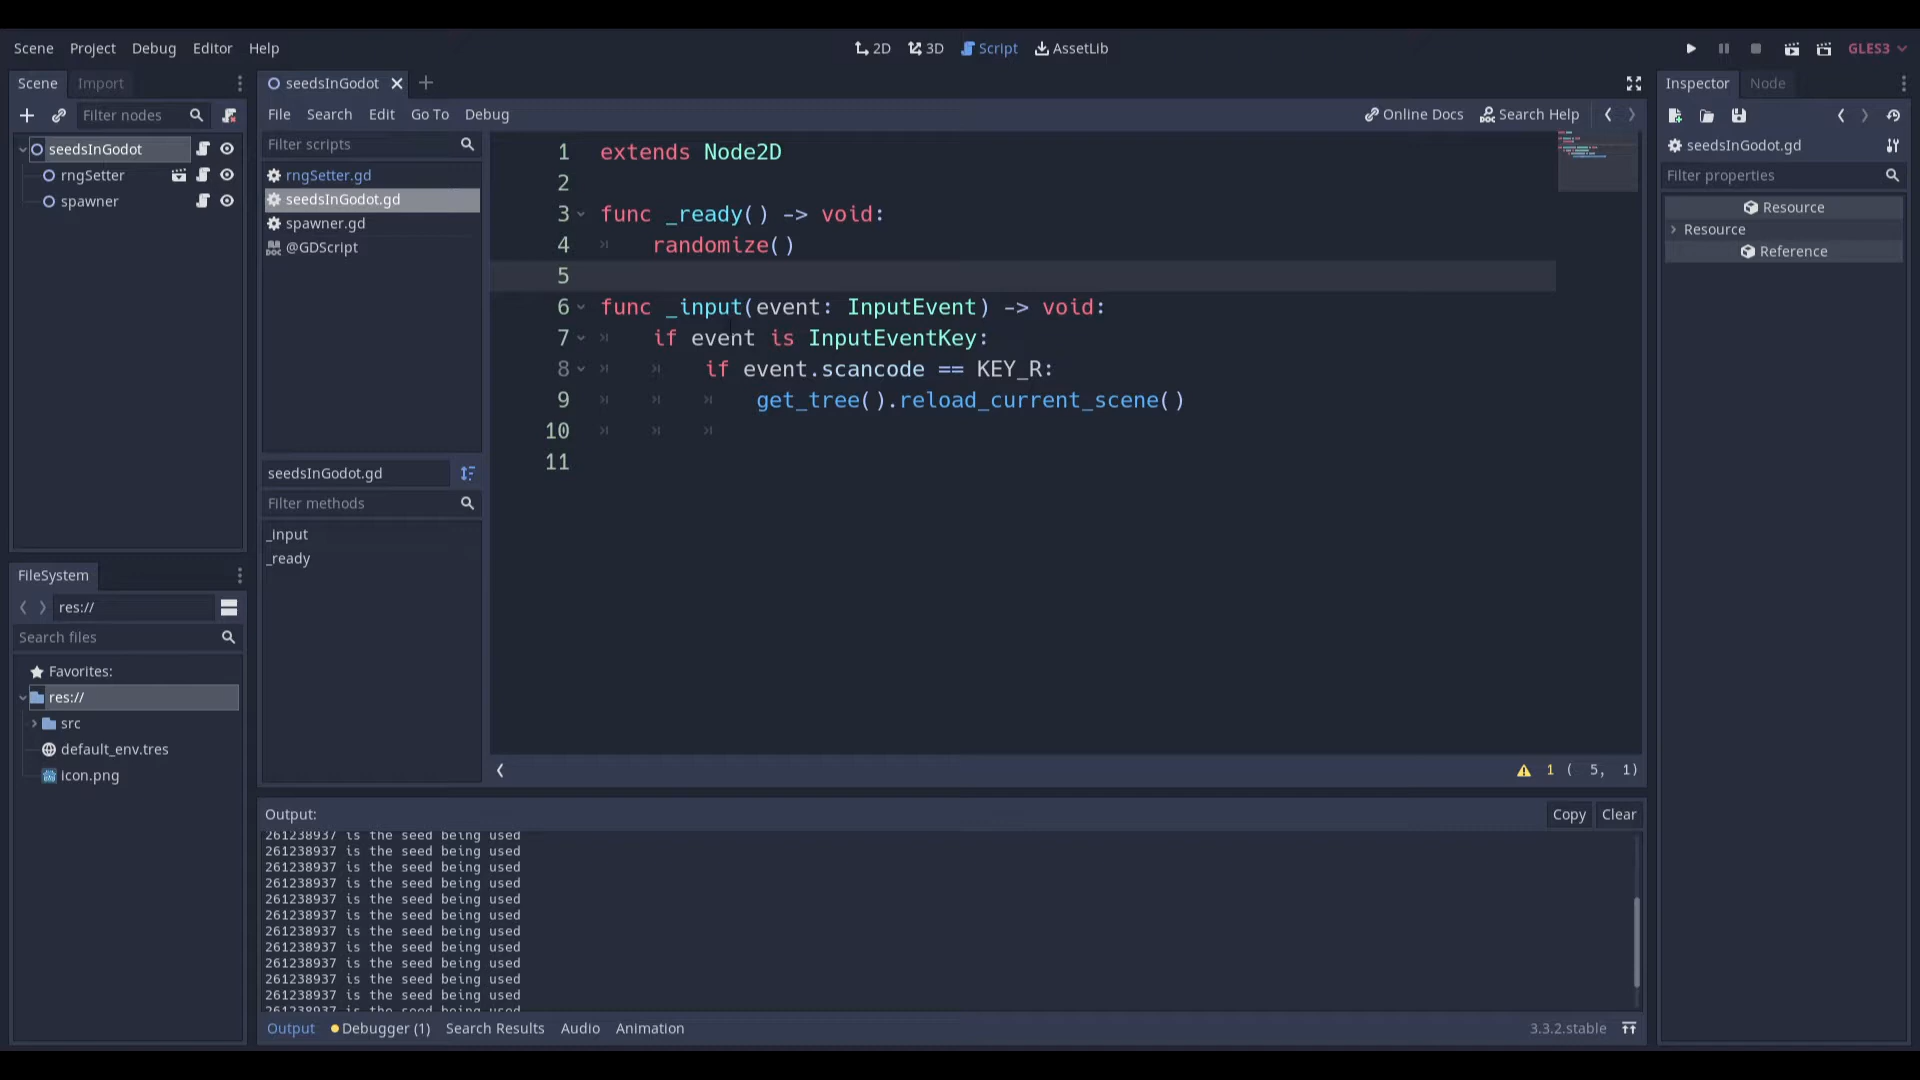 Scene Project Debug Editor Help
2D 3D Script AssetLib
GLES3
Scene Import
Filter nodes
seedsInGodot
rngSetter
spawner
FileSystem
res://
Search files
Favorites:
res://
src
default_env.tres
icon.png
seedsInGodot
File Search Edit Go To Debug
Online Docs Search Help
Filter scripts
rngSetter.gd
seedsInGodot.gd
spawner.gd
@GDScript
seedsInGodot.gd
Filter methods
_input
_ready
1 extends Node2D
2
3 func _ready() -> void:
4 randomize()
5
6 func _input(event: InputEvent) -> void:
7 if event is InputEventKey:
8 if event.scancode == KEY_R:
9 get_tree().reload_current_scene()
10
11
1 ( 5, 1)
Output:
Copy Clear
261238937 is the seed being used
261238937 is the seed being used
261238937 is the seed being used
261238937 is the seed being used
261238937 is the seed being used
261238937 is the seed being used
261238937 is the seed being used
261238937 is the seed being used
261238937 is the seed being used
261238937 is the seed being used
261238937 is the seed being used
261238937 is the seed being used
Output Debugger (1) Search Results Audio Animation
3.3.2.stable
Inspector Node
seedsInGodot.gd
Filter properties
Resource
Resource
Reference